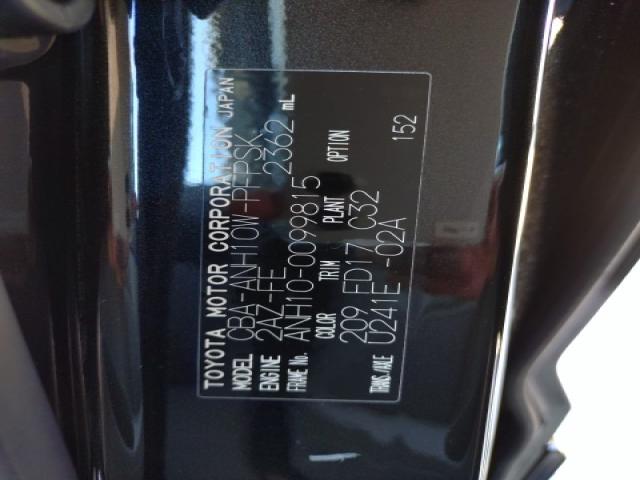 TOYOTA MOTOR CORPORATION JAPAN
MODEL CBA-ANH10W-PFPSK
ENGINE 2AZ-FE 2362 mL
FRAME No. ANH10-0099815
COLOR TRIM PLANT OPTION
209 FD17 C32
TRANS./AXLE U241E -02A 152